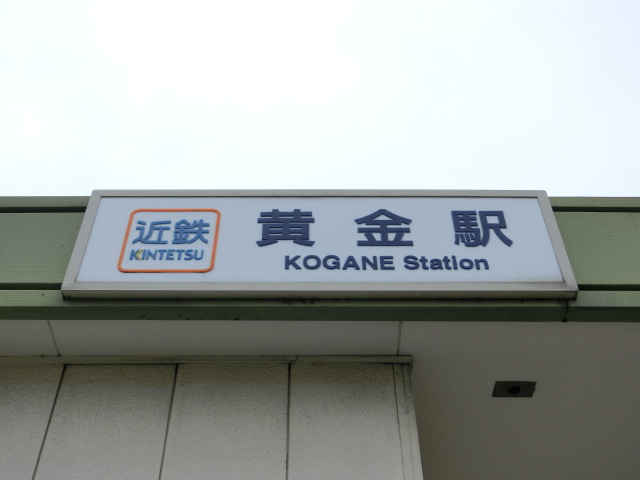 近鉄
KINTETSU
黄金駅
KOGANE Station